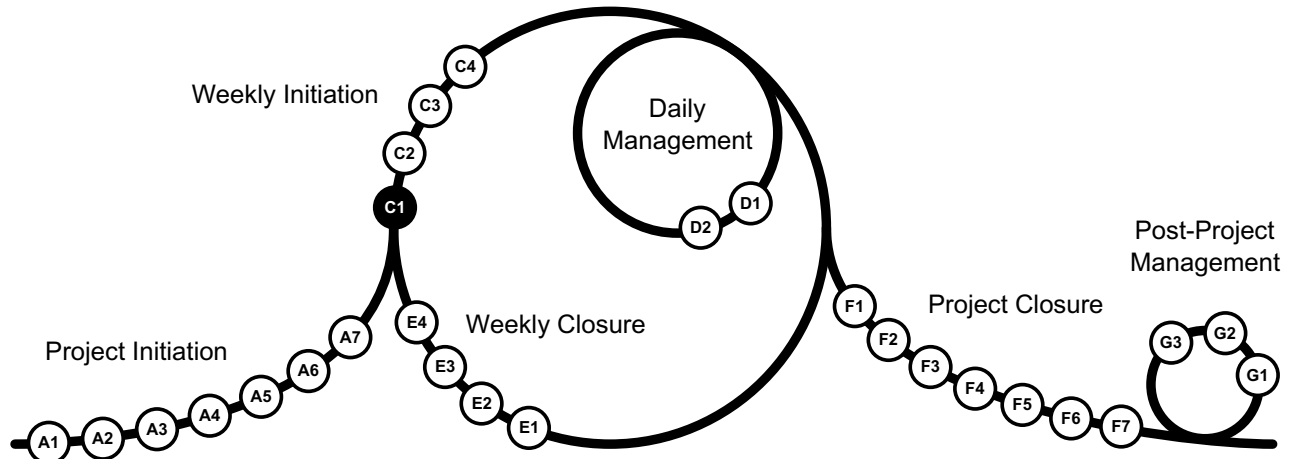 Weekly Initiation
C4
C3
C2
C1
Daily
Management
D1
D2
Post-Project
Management
Project Initiation
A1
A2
A3
A4
A5
A6
A7
Weekly Closure
E4
E3
E2
E1
Project Closure
F1
F2
F3
F4
F5
F6
F7
G3
G2
G1